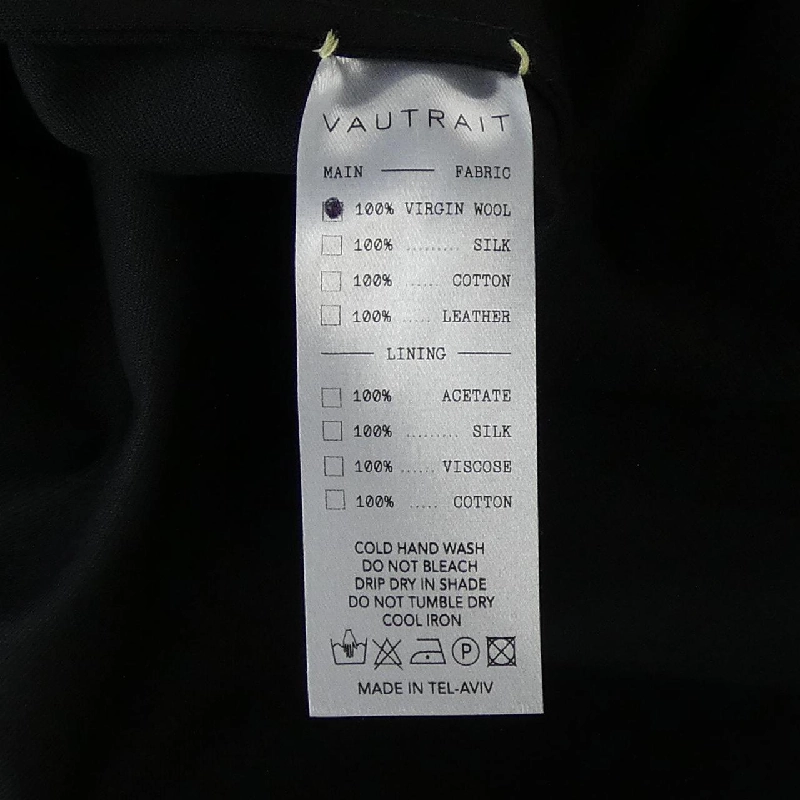 VAUTRAIT
MAIN FABRIC
100% VIRGIN WOOL
100% ......... SILK
100% ..... COTTON
100% ..... LEATHER
LINING
100% ACETATE
100% ......... SILK
100% ...... VISCOSE
100% ..... COTTON
COLD HAND WASH
DO NOT BLEACH
DRIP DRY IN SHADE
DO NOT TUMBLE DRY
COOL IRON
P
MADE IN TEL-AVIV